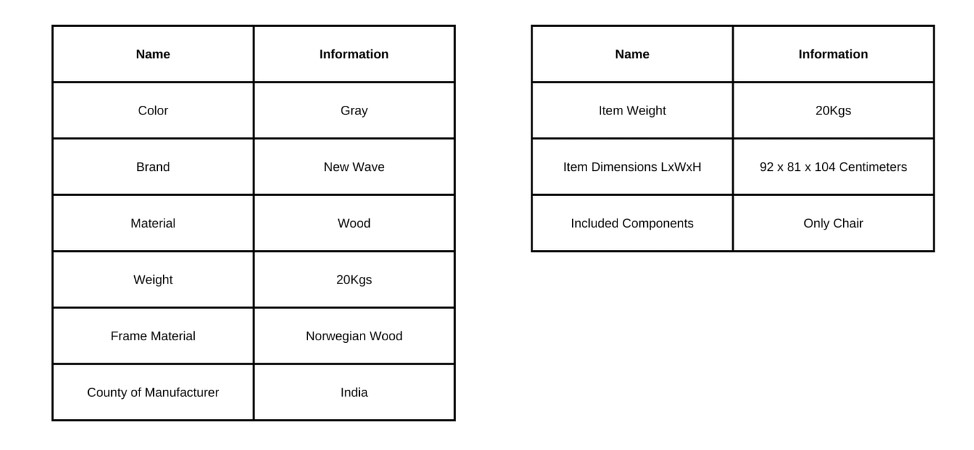 Name Information
Color Gray
Brand New Wave
Material Wood
Weight 20Kgs
Frame Material Norwegian Wood
County of Manufacturer India
Name Information
Item Weight 20Kgs
Item Dimensions LxWxH 92 x 81 x 104 Centimeters
Included Components Only Chair